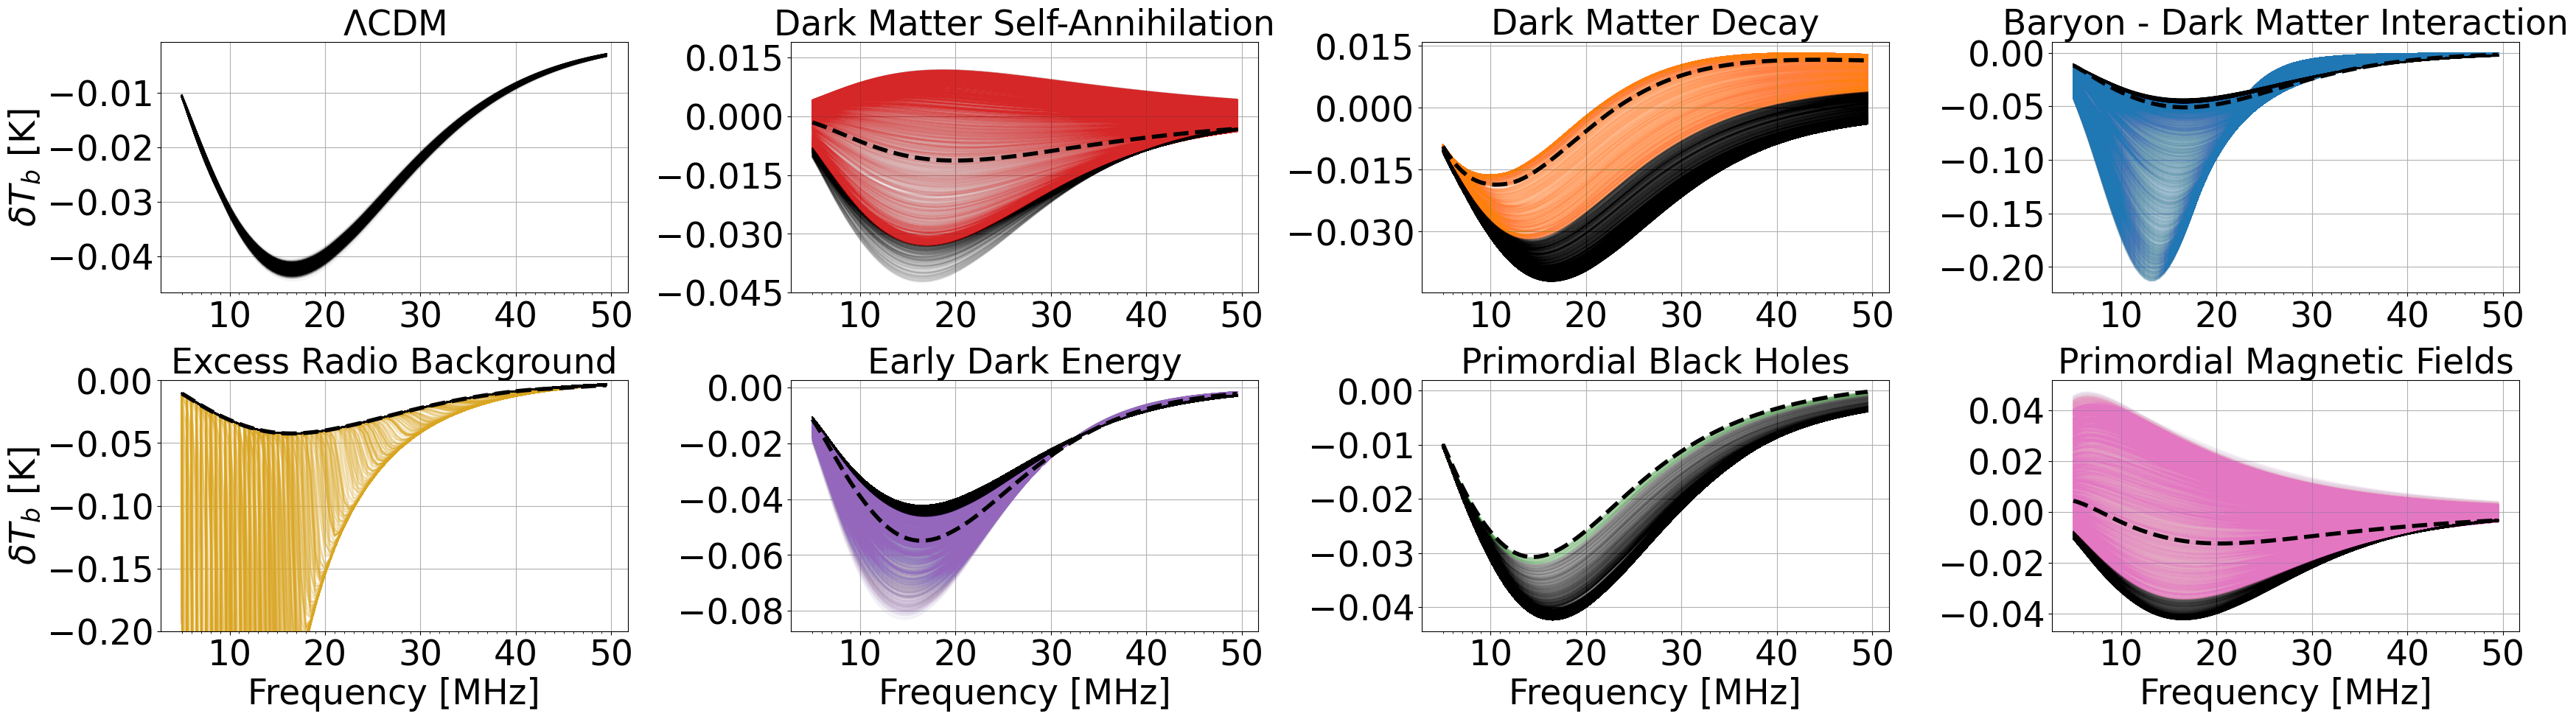 ΛCDM
Dark Matter Self-Annihilation
Dark Matter Decay
Baryon - Dark Matter Interaction
δT_b [K]
−0.01
−0.02
−0.03
−0.04
10 20 30 40 50
0.015
0.000
−0.015
−0.030
−0.045
10 20 30 40 50
0.015
0.000
−0.015
−0.030
10 20 30 40 50
0.00
−0.05
−0.10
−0.15
−0.20
10 20 30 40 50
Excess Radio Background
Early Dark Energy
Primordial Black Holes
Primordial Magnetic Fields
δT_b [K]
0.00
−0.05
−0.10
−0.15
−0.20
10 20 30 40 50
Frequency [MHz]
0.00
−0.02
−0.04
−0.06
−0.08
10 20 30 40 50
Frequency [MHz]
0.00
−0.01
−0.02
−0.03
−0.04
10 20 30 40 50
Frequency [MHz]
0.04
0.02
0.00
−0.02
−0.04
10 20 30 40 50
Frequency [MHz]